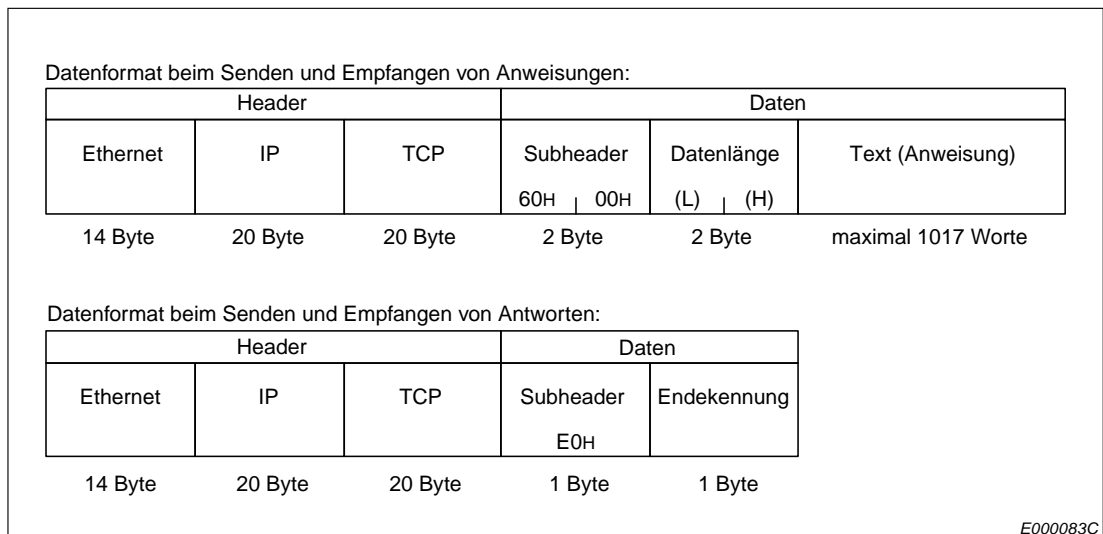 Datenformat beim Senden und Empfangen von Anweisungen:
Header Daten
Ethernet IP TCP Subheader Datenlänge Text (Anweisung)
60H 00H (L) (H)
14 Byte 20 Byte 20 Byte 2 Byte 2 Byte maximal 1017 Worte
Datenformat beim Senden und Empfangen von Antworten:
Header Daten
Ethernet IP TCP Subheader Endekennung
E0H
14 Byte 20 Byte 20 Byte 1 Byte 1 Byte
E000083C